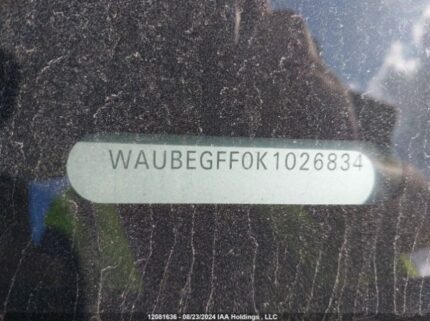 WAUBEGFF0K1026834
12081636 - 08/23/2024 IAA Holdings , LLC